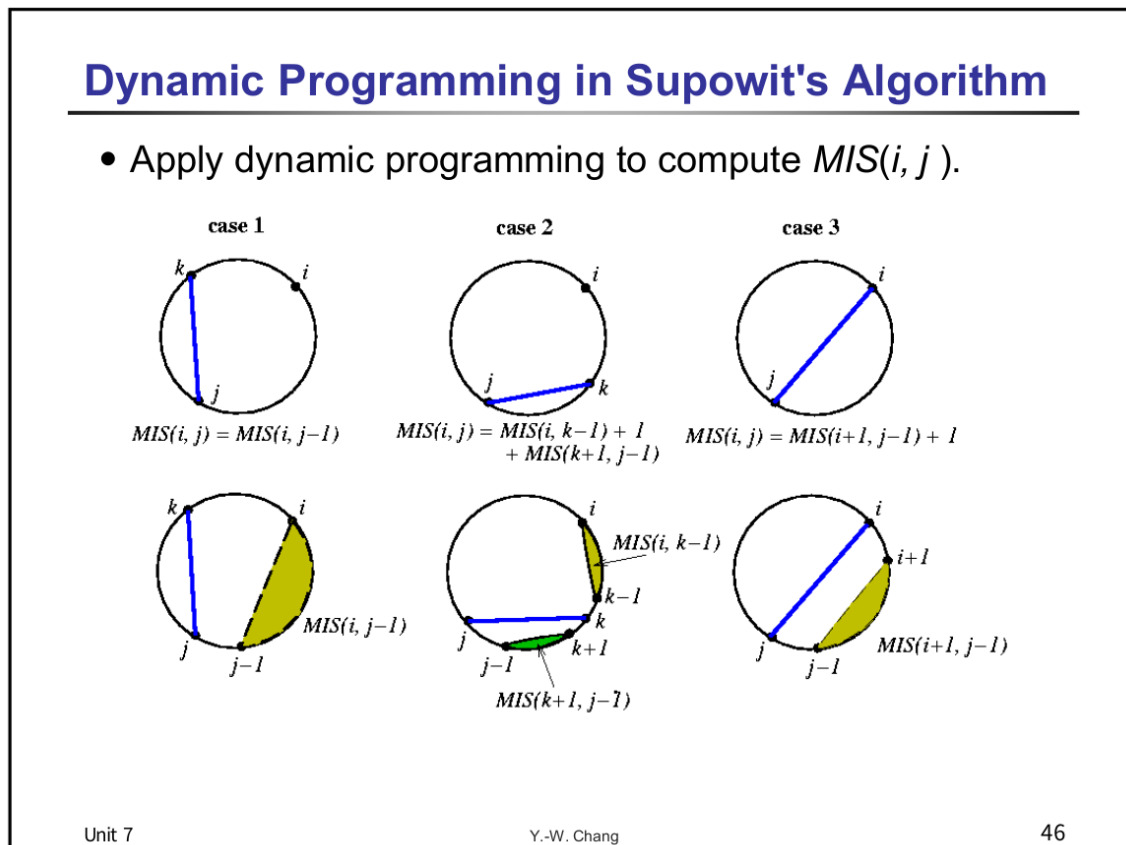 Dynamic Programming in Supowit's Algorithm
• Apply dynamic programming to compute MIS(i, j ).
case 1
case 2
case 3
k
i
j
MIS(i, j) = MIS(i, j−1)
i
j
k
MIS(i, j) = MIS(i, k−1) + 1
+ MIS(k+1, j−1)
i
j
MIS(i, j) = MIS(i+1, j−1) + 1
k
i
MIS(i, j−1)
j
j−1
i
MIS(i, k−1)
k−1
k
j
k+1
j−1
MIS(k+1, j−1)
i
i+1
j
MIS(i+1, j−1)
j−1
Unit 7
Y.-W. Chang
46